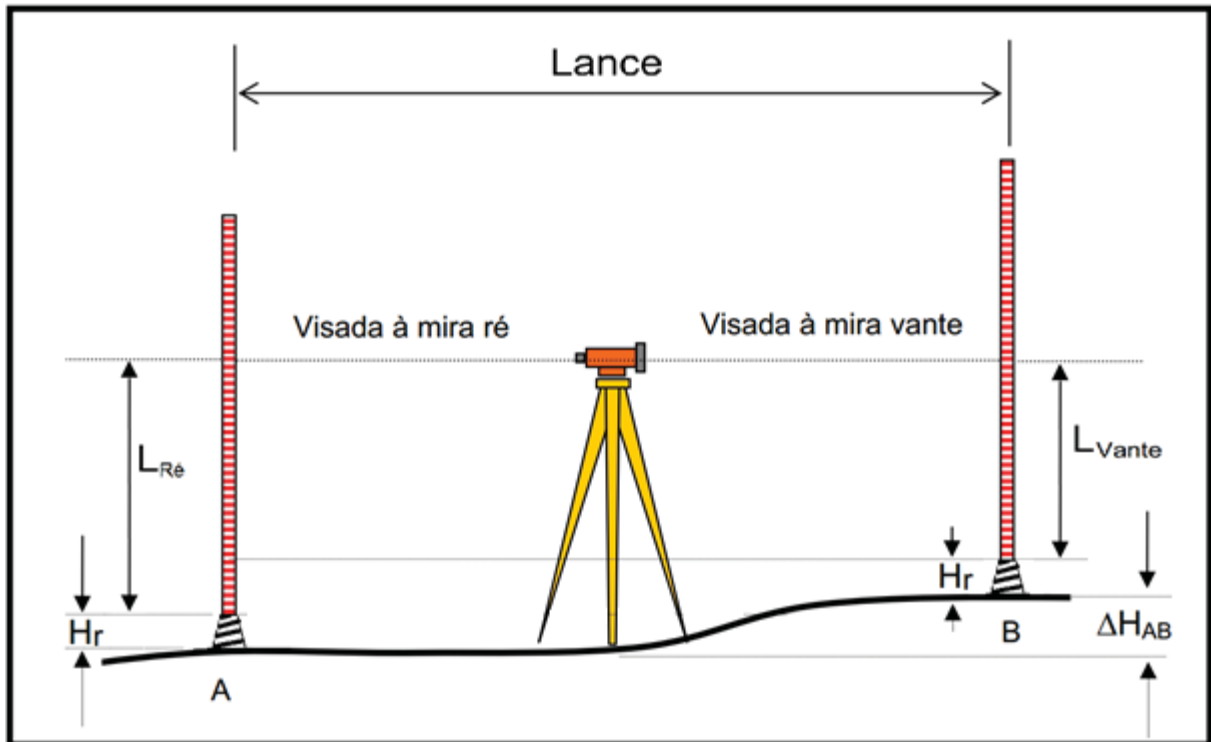 Lance
Visada à mira ré
Visada à mira vante
LRé
LVante
Hr
Hr
A
B
ΔHAB